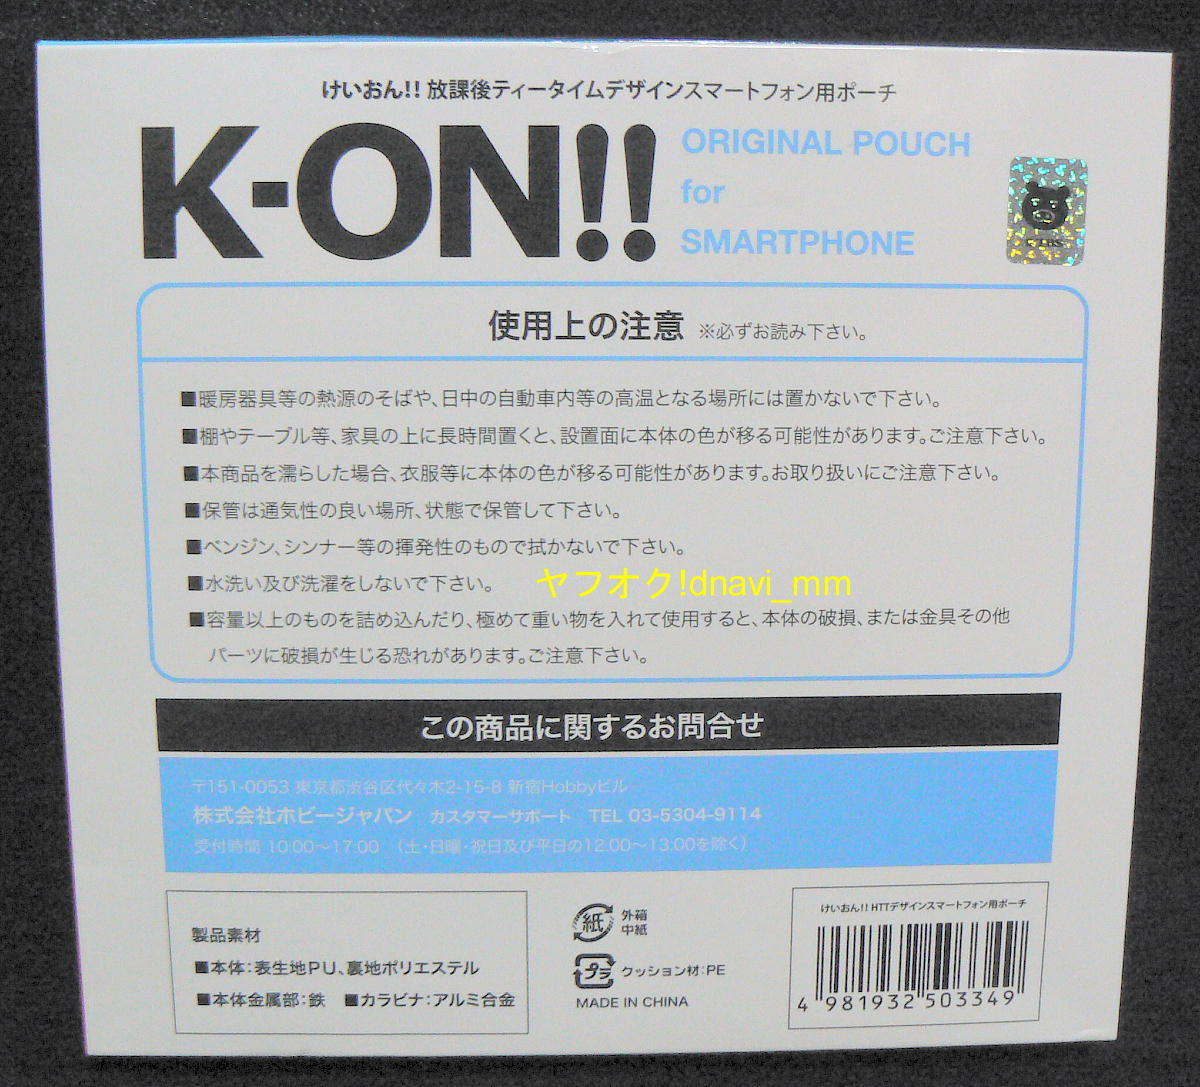 けいおん!! 放課後ティータイムデザインスマートフォン用ポーチ
K-ON!!
ORIGINAL POUCH
for
SMARTPHONE
使用上の注意 ※必ずお読み下さい。
■暖房器具等の熱源のそばや、日中の自動車内等の高温となる場所には置かないで下さい。
■棚やテーブル等、家具の上に長時間置くと、設置面に本体の色が移る可能性があります。ご注意下さい。
■本商品を濡らした場合、衣服等に本体の色が移る可能性があります。お取り扱いにご注意下さい。
■保管は通気性の良い場所、状態で保管して下さい。
■ベンジン、シンナー等の揮発性のもので拭かないで下さい。
■水洗い及び洗濯をしないで下さい。
ヤフオク!dnavi_mm
■容量以上のものを詰め込んだり、極めて重い物を入れて使用すると、本体の破損、または金具その他
パーツに破損が生じる恐れがあります。ご注意下さい。
この商品に関するお問合せ
〒151-0053 東京都渋谷区代々木2-15-8 新宿Hobbyビル
株式会社ホビージャパン カスタマーサポート TEL 03-5304-9114
受付時間 10:00〜17:00 (土・日曜・祝日及び平日の12:00〜13:00を除く)
製品素材
■本体：表生地PU、裏地ポリエステル
■本体金属部：鉄 ■カラビナ：アルミ合金
紙 外箱
中紙
プラ クッション材：PE
MADE IN CHINA
けいおん!! HTTデザインスマートフォン用ポーチ
4 981932 503349